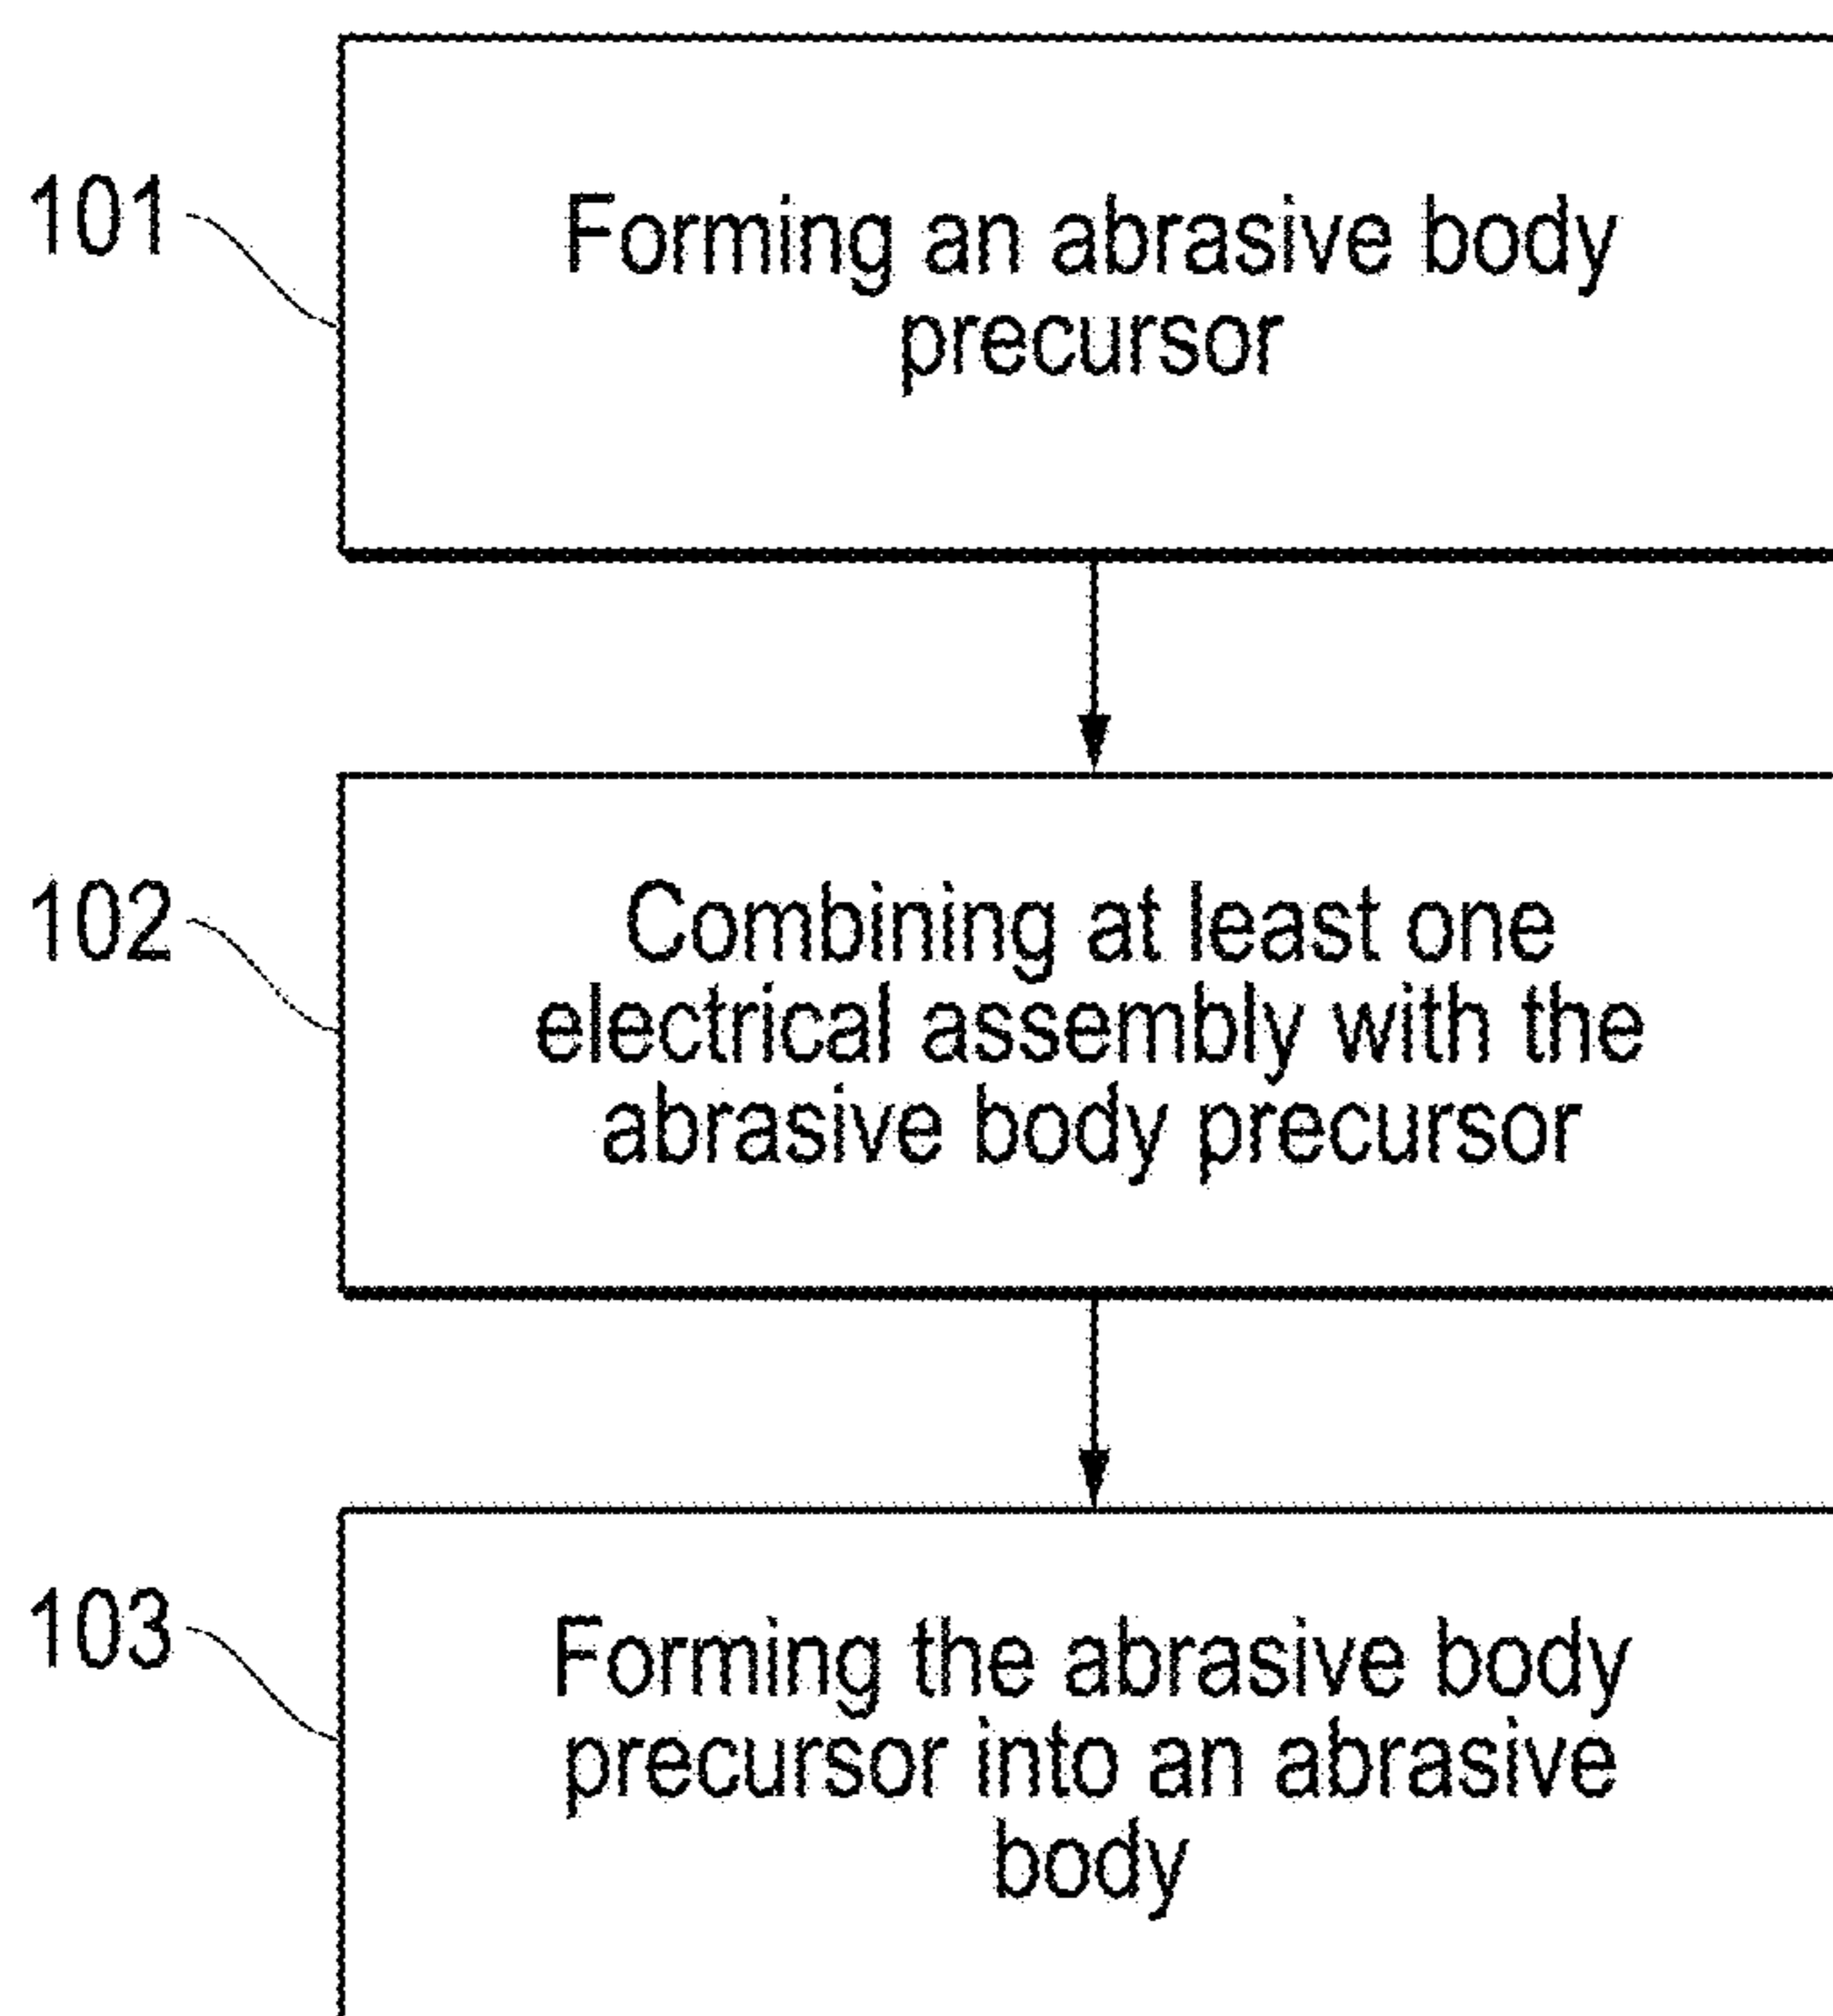 101
Forming an abrasive body
precursor
102
Combining at least one
electrical assembly with the
abrasive body precursor
103
Forming the abrasive body
precursor into an abrasive
body